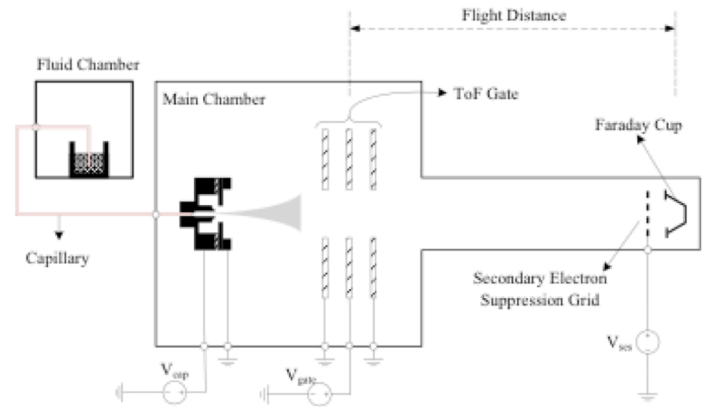 Flight Distance
Fluid Chamber
Main Chamber
ToF Gate
Faraday Cup
Capillary
Secondary Electron
Suppression Grid
Vses
Vcap
Vgate